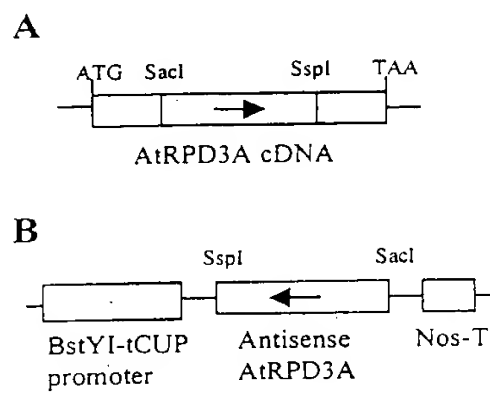 A
ATG SacI SspI TAA
AtRPD3A cDNA
B
SspI SacI
BstYI-tCUP promoter
Antisense AtRPD3A
Nos-T